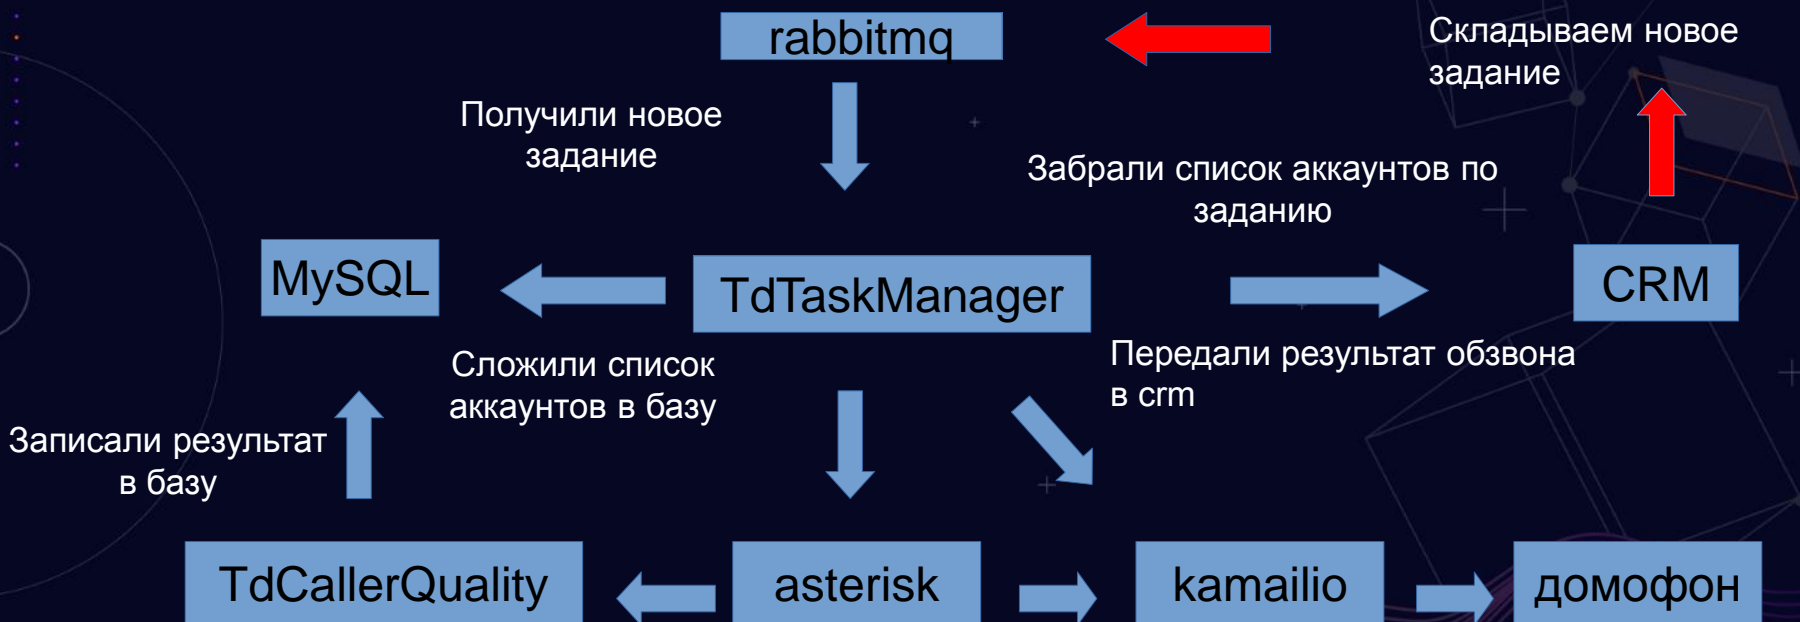 rabbitmq
Складываем новое
задание
Получили новое
задание
Забрали список аккаунтов по
заданию
MySQL
TdTaskManager
CRM
Сложили список
аккаунтов в базу
Передали результат обзвона
в crm
Записали результат
в базу
TdCallerQuality
asterisk
kamailio
домофон